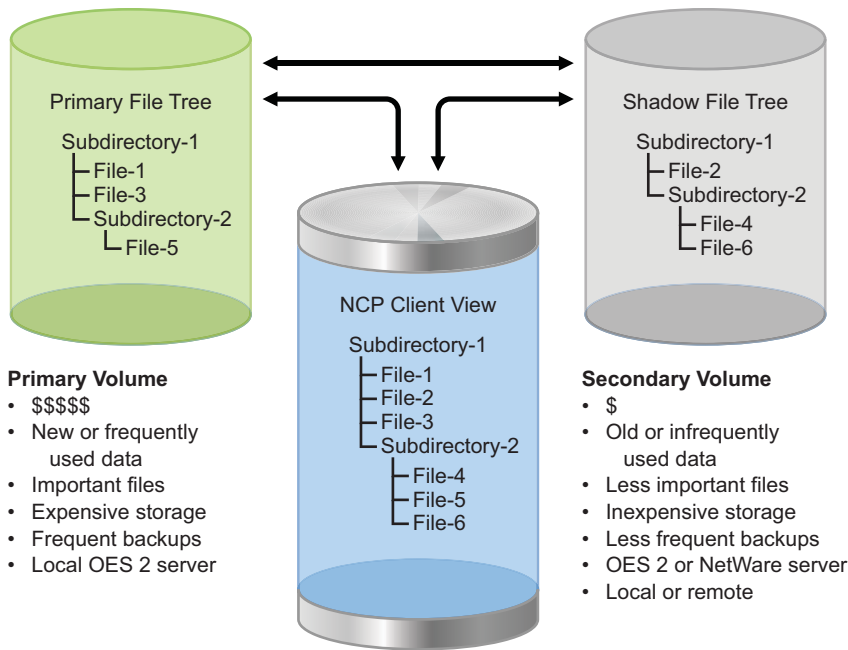 Primary File Tree
Subdirectory-1
File-1
File-3
Subdirectory-2
File-5
Shadow File Tree
Subdirectory-1
File-2
Subdirectory-2
File-4
File-6
NCP Client View
Subdirectory-1
File-1
File-2
File-3
Subdirectory-2
File-4
File-5
File-6
Primary Volume
• $$$$$
• New or frequently
used data
• Important files
• Expensive storage
• Frequent backups
• Local OES 2 server
Secondary Volume
• $
• Old or infrequently
used data
• Less important files
• Inexpensive storage
• Less frequent backups
• OES 2 or NetWare server
• Local or remote